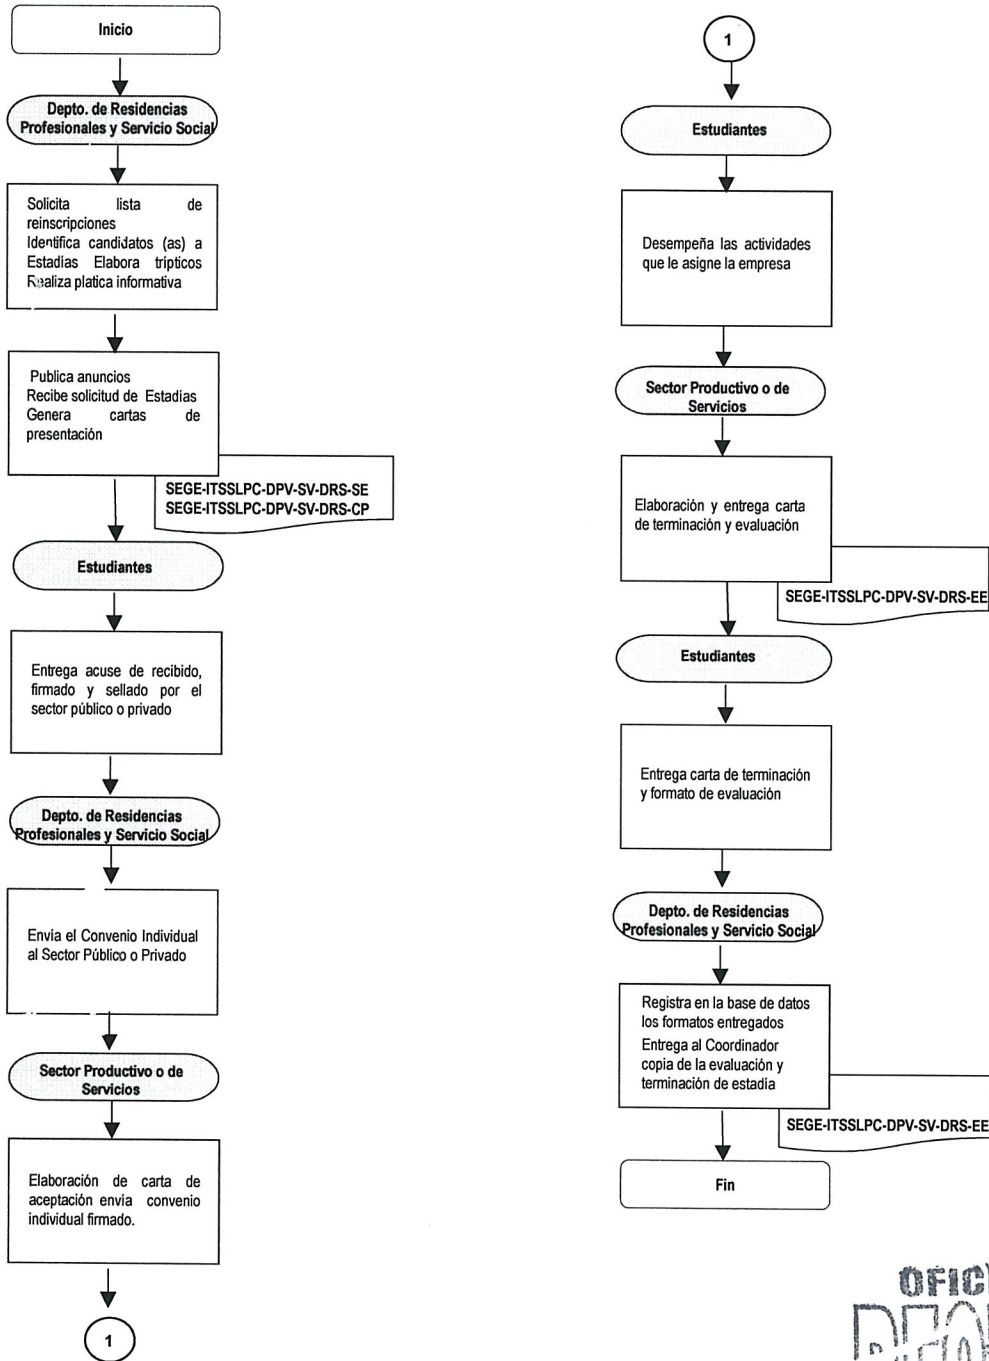 Inicio
Depto. de Residencias
Profesionales y Servicio Social
Solicita lista de
reinscripciones
Identifica candidatos (as) a
Estadías Elabora trípticos
Realiza platica informativa
Publica anuncios
Recibe solicitud de Estadías
Genera cartas de
presentación
SEGE-ITSSLPC-DPV-SV-DRS-SE
SEGE-ITSSLPC-DPV-SV-DRS-CP
Estudiantes
Entrega acuse de recibido,
firmado y sellado por el
sector público o privado
Depto. de Residencias
Profesionales y Servicio Social
Envía el Convenio Individual
al Sector Público o Privado
Sector Productivo o de
Servicios
Elaboración de carta de
aceptación envía convenio
individual firmado.
1
1
Estudiantes
Desempeña las actividades
que le asigne la empresa
Sector Productivo o de
Servicios
Elaboración y entrega carta
de terminación y evaluación
SEGE-ITSSLPC-DPV-SV-DRS-EE
Estudiantes
Entrega carta de terminación
y formato de evaluación
Depto. de Residencias
Profesionales y Servicio Social
Registra en la base de datos
los formatos entregados
Entrega al Coordinador
copia de la evaluación y
terminación de estadía
SEGE-ITSSLPC-DPV-SV-DRS-EE
Fin